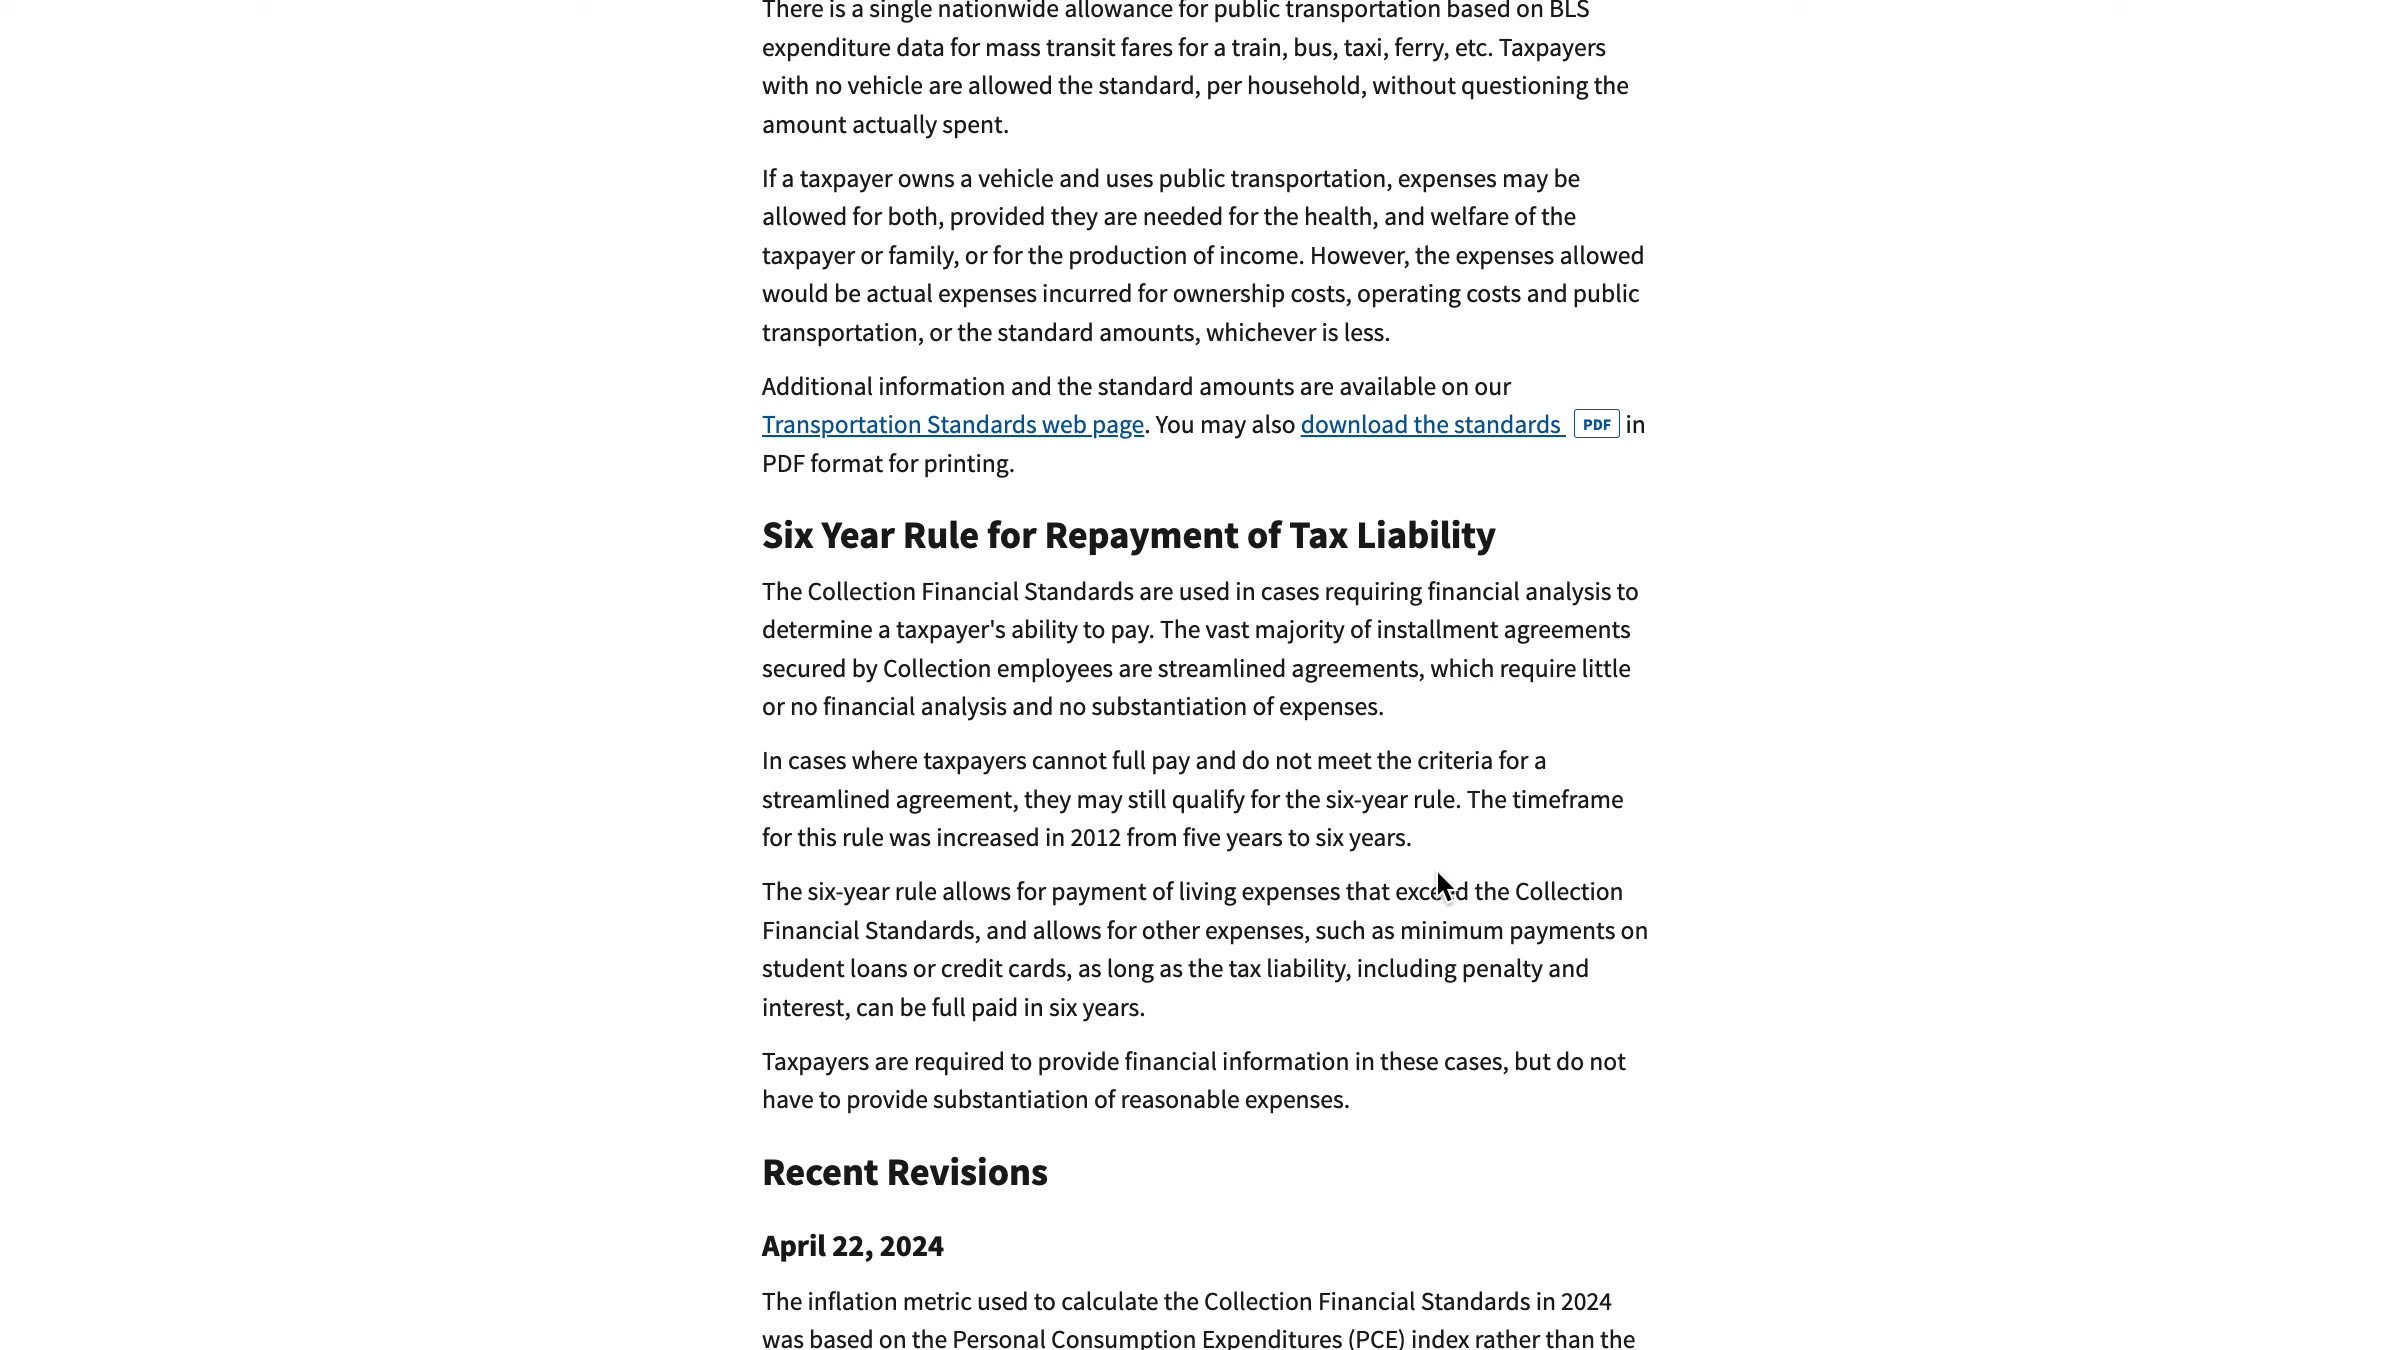 There is a single nationwide allowance for public transportation based on BLS
expenditure data for mass transit fares for a train, bus, taxi, ferry, etc. Taxpayers
with no vehicle are allowed the standard, per household, without questioning the
amount actually spent.
If a taxpayer owns a vehicle and uses public transportation, expenses may be
allowed for both, provided they are needed for the health, and welfare of the
taxpayer or family, or for the production of income. However, the expenses allowed
would be actual expenses incurred for ownership costs, operating costs and public
transportation, or the standard amounts, whichever is less.
Additional information and the standard amounts are available on our
Transportation Standards web page. You may also download the standards PDF in
PDF format for printing.
Six Year Rule for Repayment of Tax Liability
The Collection Financial Standards are used in cases requiring financial analysis to
determine a taxpayer's ability to pay. The vast majority of installment agreements
secured by Collection employees are streamlined agreements, which require little
or no financial analysis and no substantiation of expenses.
In cases where taxpayers cannot full pay and do not meet the criteria for a
streamlined agreement, they may still qualify for the six-year rule. The timeframe
for this rule was increased in 2012 from five years to six years.
The six-year rule allows for payment of living expenses that exceed the Collection
Financial Standards, and allows for other expenses, such as minimum payments on
student loans or credit cards, as long as the tax liability, including penalty and
interest, can be full paid in six years.
Taxpayers are required to provide financial information in these cases, but do not
have to provide substantiation of reasonable expenses.
Recent Revisions
April 22, 2024
The inflation metric used to calculate the Collection Financial Standards in 2024
was based on the Personal Consumption Expenditures (PCE) index rather than the